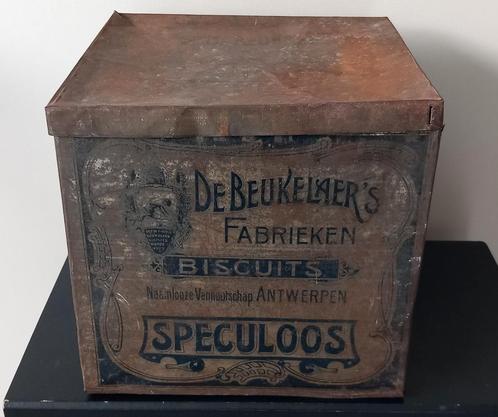 DE BEUKELAER'S
FABRIEKEN
BISCUITS
Naamlooze Vennootschap ANTWERPEN
SPECULOOS